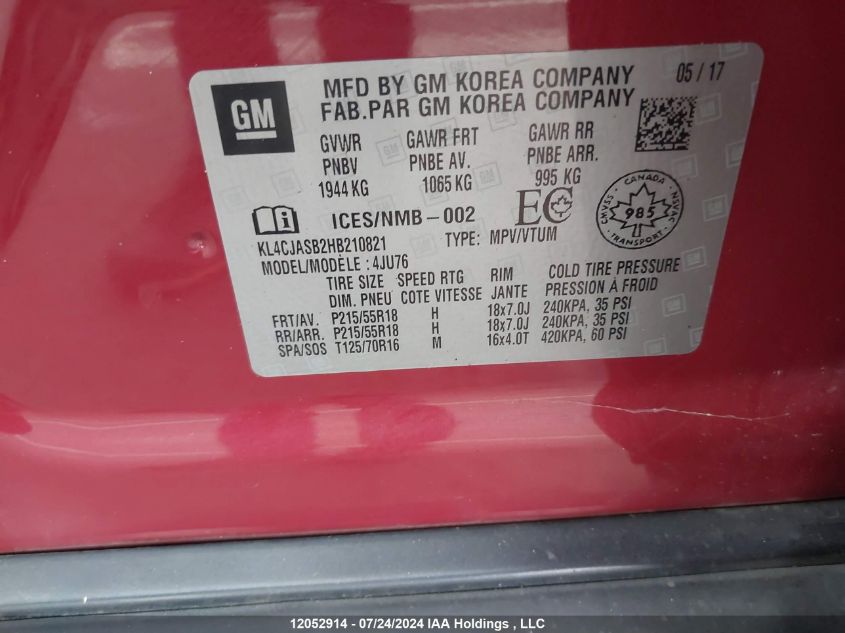 MFD BY GM KOREA COMPANY 05/17
FAB.PAR GM KOREA COMPANY
GM
GVWR GAWR FRT GAWR RR
PNBV PNBE AV. PNBE ARR.
1944 KG 1065 KG 995 KG
ICES/NMB-002 EC
CANADA
CMVSS 985 NSVAC
TRANSPORT
KL4CJASB2HB210821 TYPE: MPV/VTUM
MODEL/MODÈLE : 4JU76
TIRE SIZE SPEED RTG RIM COLD TIRE PRESSURE
DIM. PNEU COTE VITESSE JANTE PRESSION À FROID
FRT/AV. P215/55R18 H 18x7.0J 240KPA, 35 PSI
RR/ARR. P215/55R18 H 18x7.0J 240KPA, 35 PSI
SPA/SOS T125/70R16 M 16x4.0T 420KPA, 60 PSI
12052914 - 07/24/2024 IAA Holdings , LLC